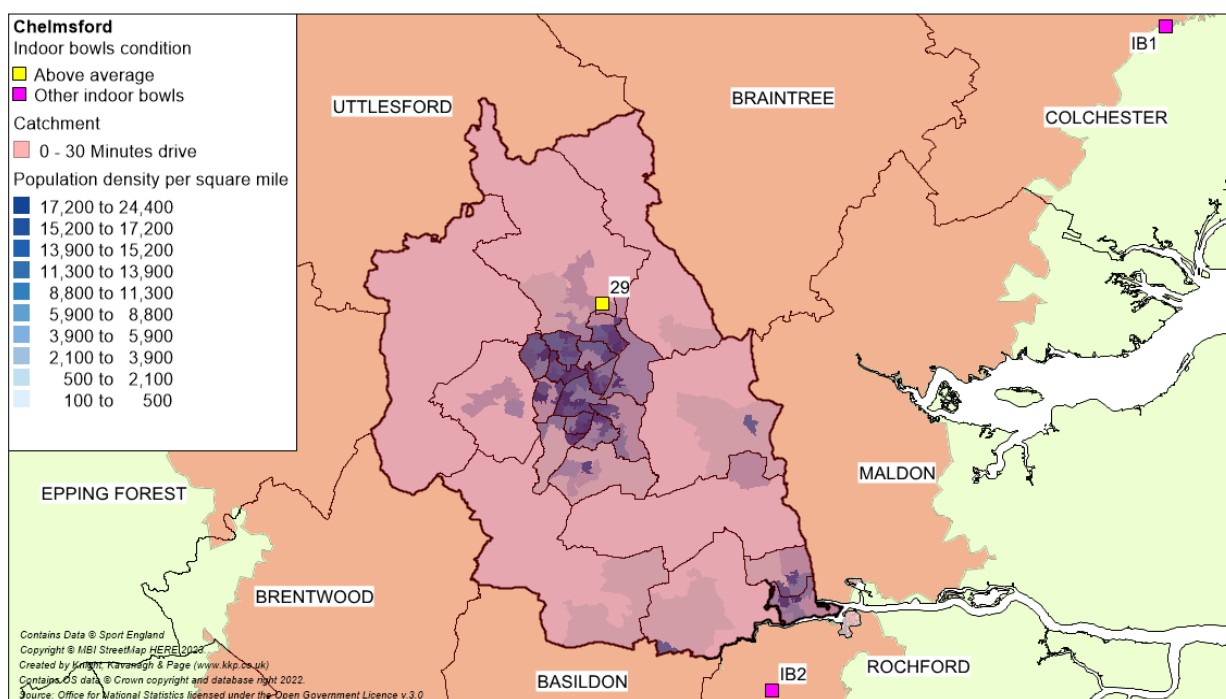 Chelmsford
Indoor bowls condition
Above average
Other indoor bowls
Catchment
0 - 30 Minutes drive
Population density per square mile
17,200 to 24,400
15,200 to 17,200
13,900 to 15,200
11,300 to 13,900
8,800 to 11,300
5,900 to 8,800
3,900 to 5,900
2,100 to 3,900
500 to 2,100
100 to 500
IB1
UTTLESFORD
BRAINTREE
COLCHESTER
29
MALDON
EPPING FOREST
BRENTWOOD
BASILDON
IB2
ROCHFORD
Contains Data © Sport England
Copyright © MBI StreetMap HERE 2023.
Created by Knight, Kavanagh & Page (www.kkp.co.uk)
Contains OS data © Crown copyright and database right 2022.
Source: Office for National Statistics licensed under the Open Government Licence v.3.0